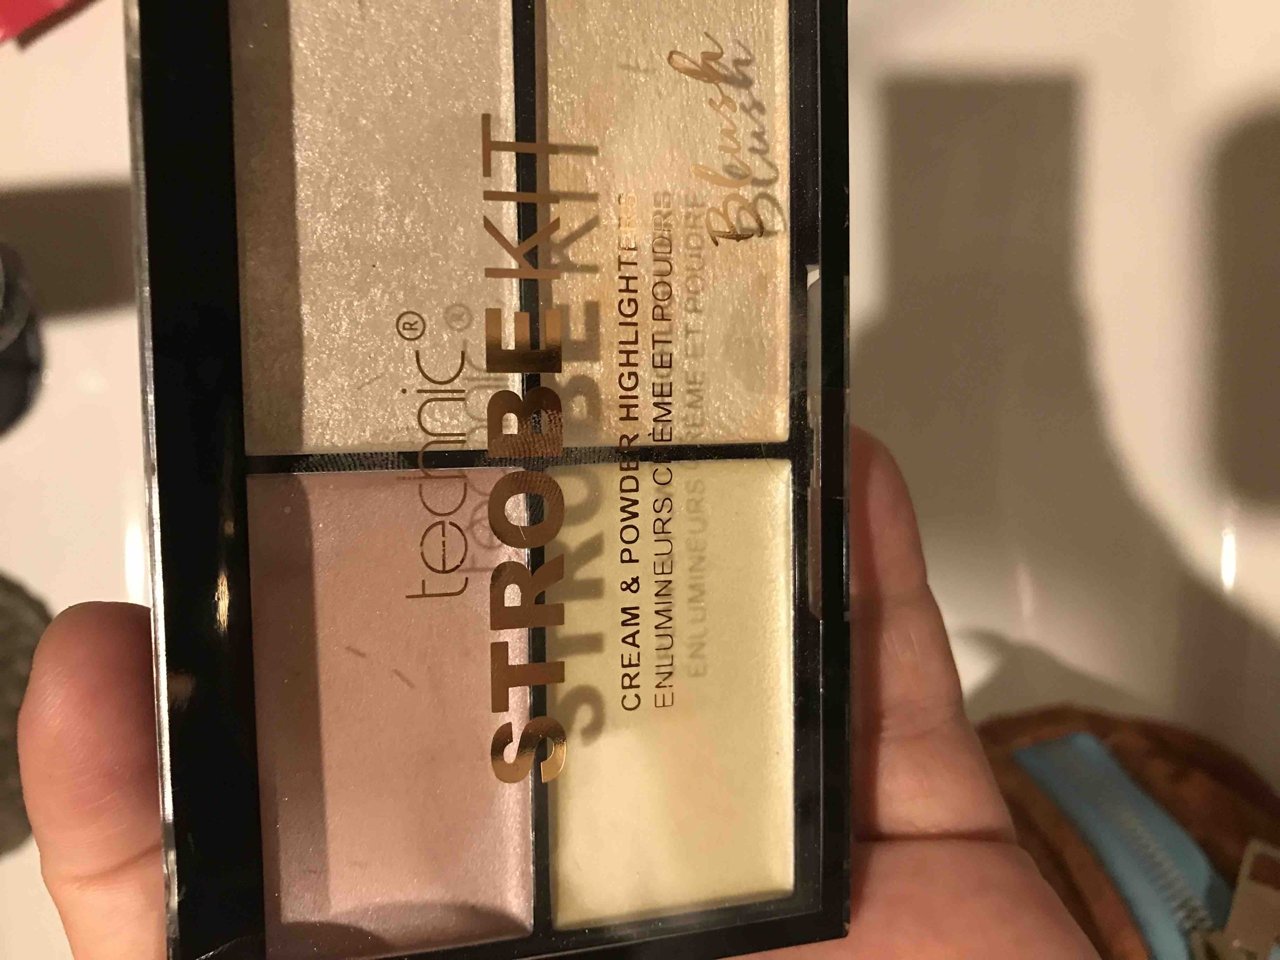 technic®
STROBE KIT
CREAM & POWDER HIGHLIGHTERS
ENLUMINEURS CRÈME ET POUDRE
Blush